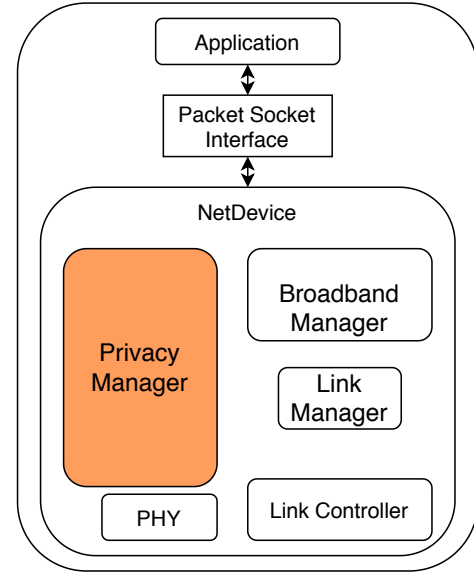 Application
Packet Socket
Interface
NetDevice
Privacy
Manager
Broadband
Manager
Link
Manager
PHY
Link Controller